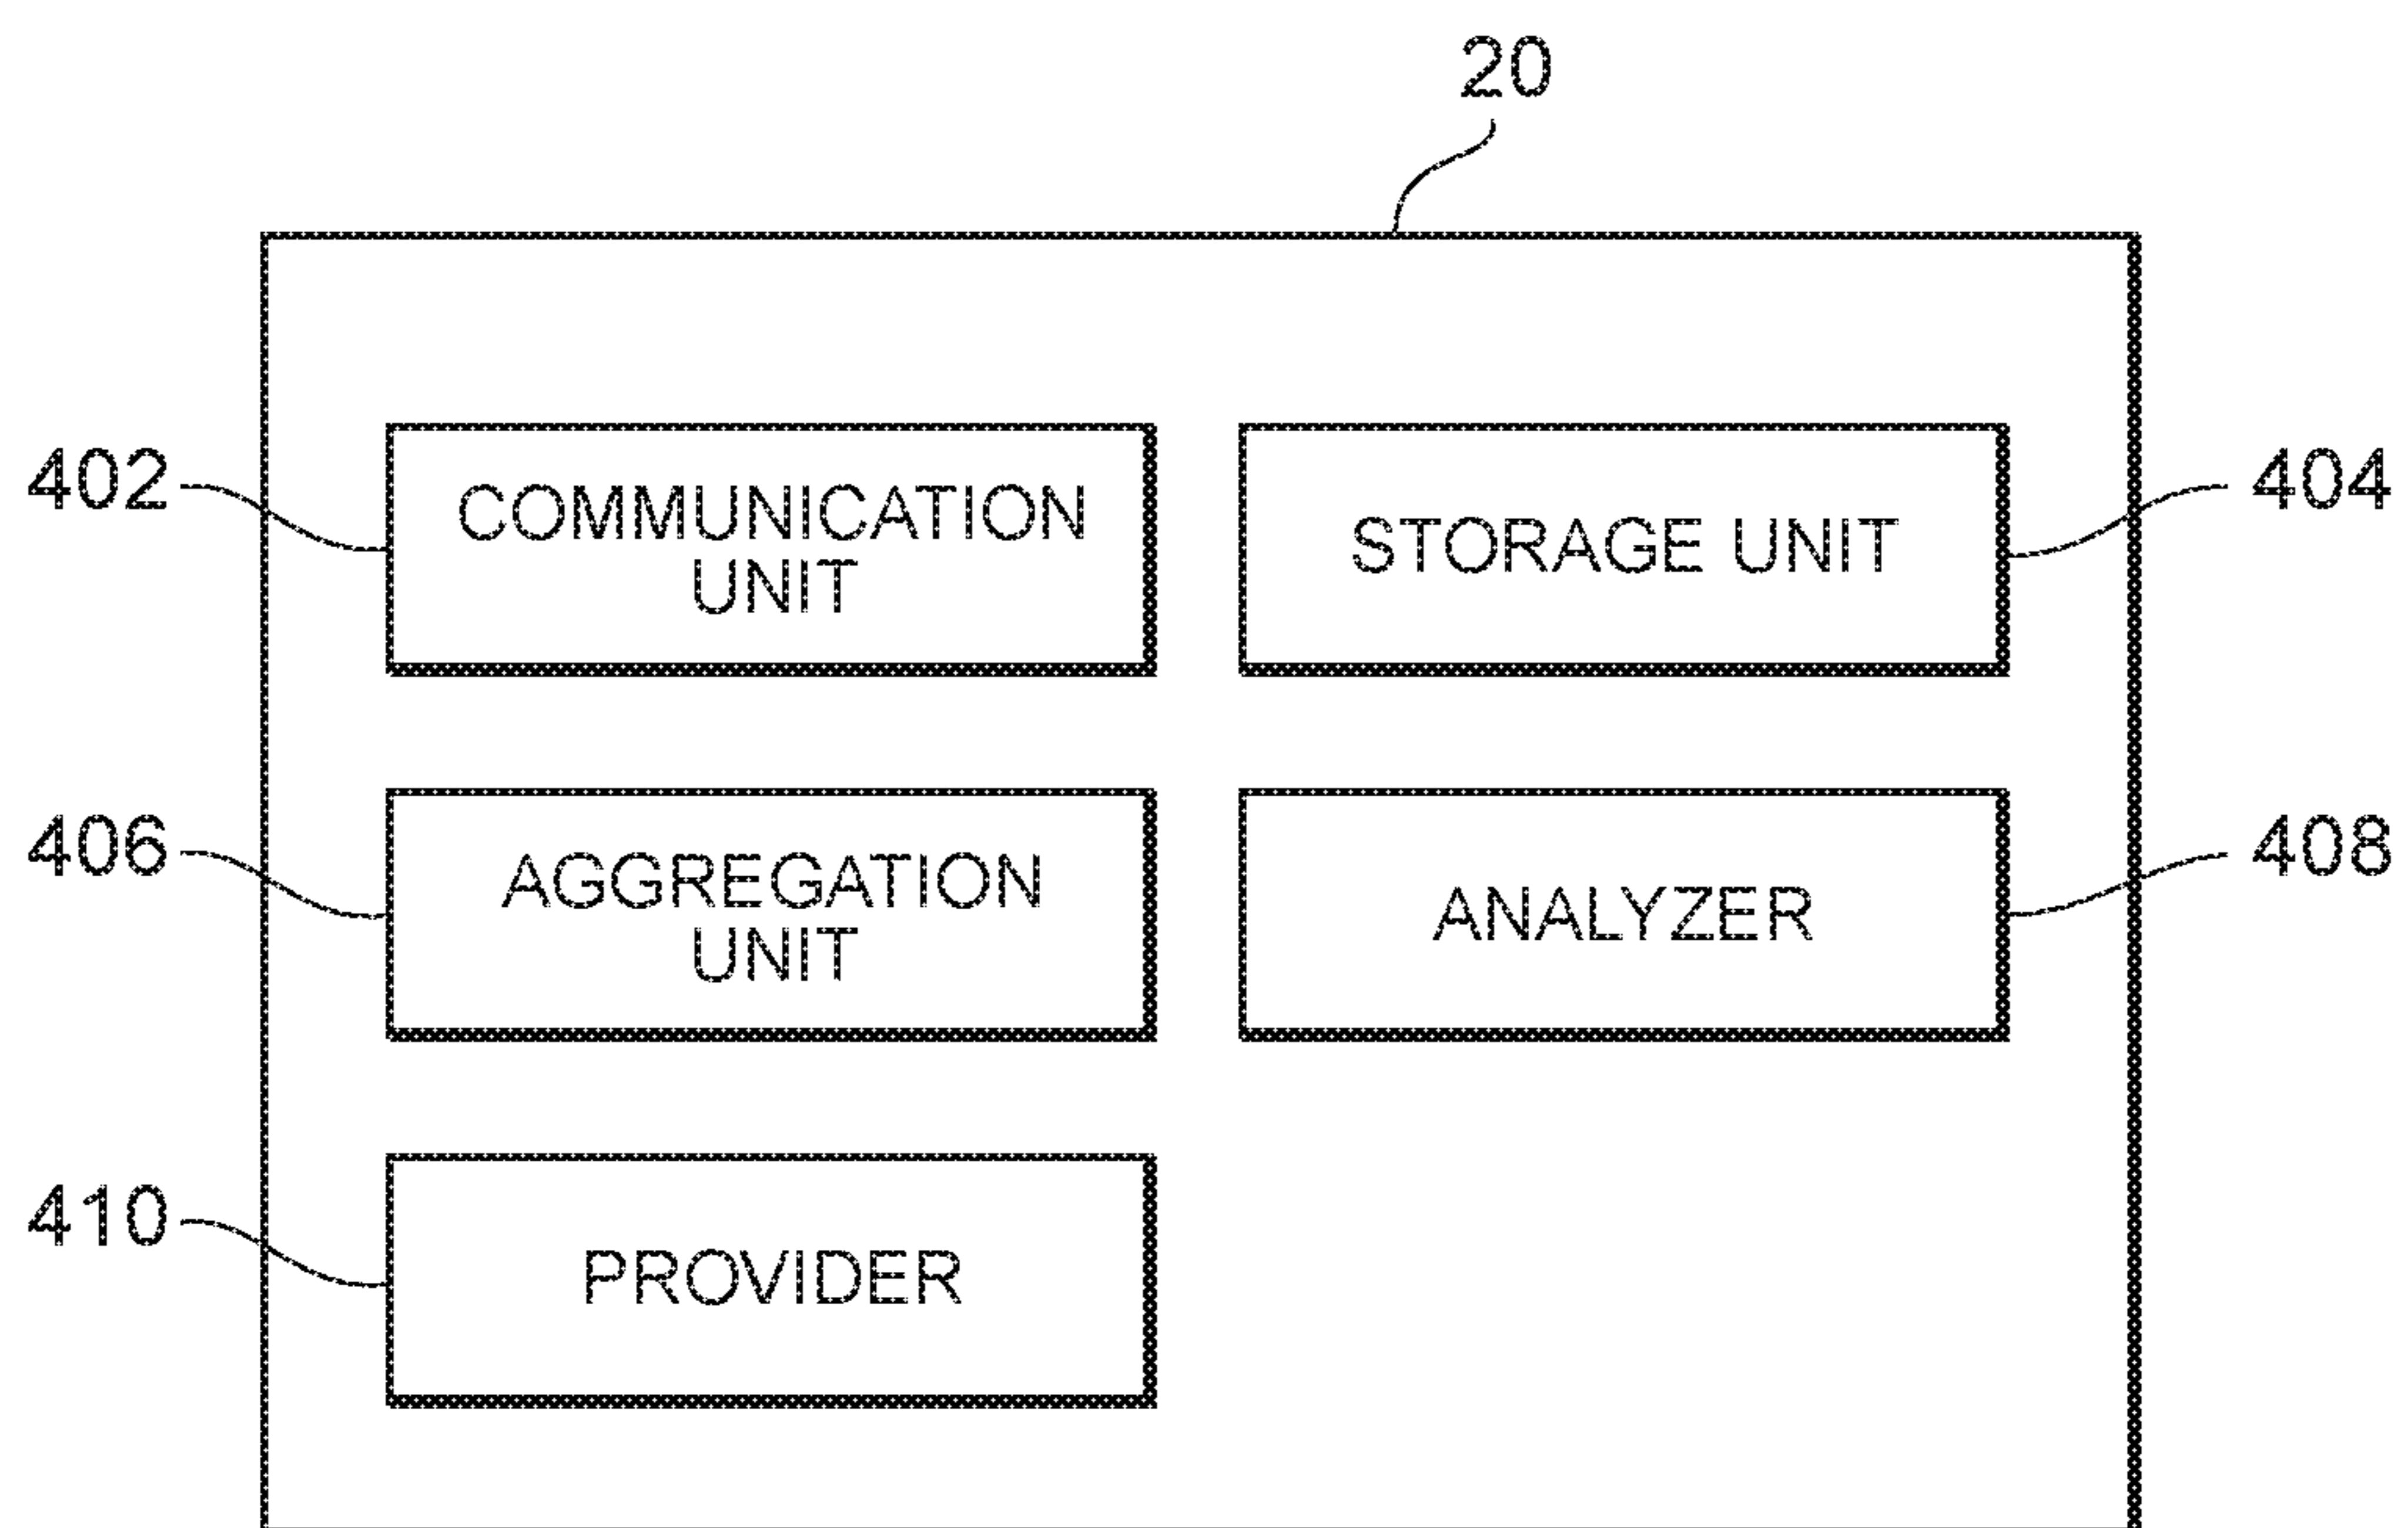 20
402
COMMUNICATION
UNIT
STORAGE UNIT
404
406
AGGREGATION
UNIT
ANALYZER
408
410
PROVIDER